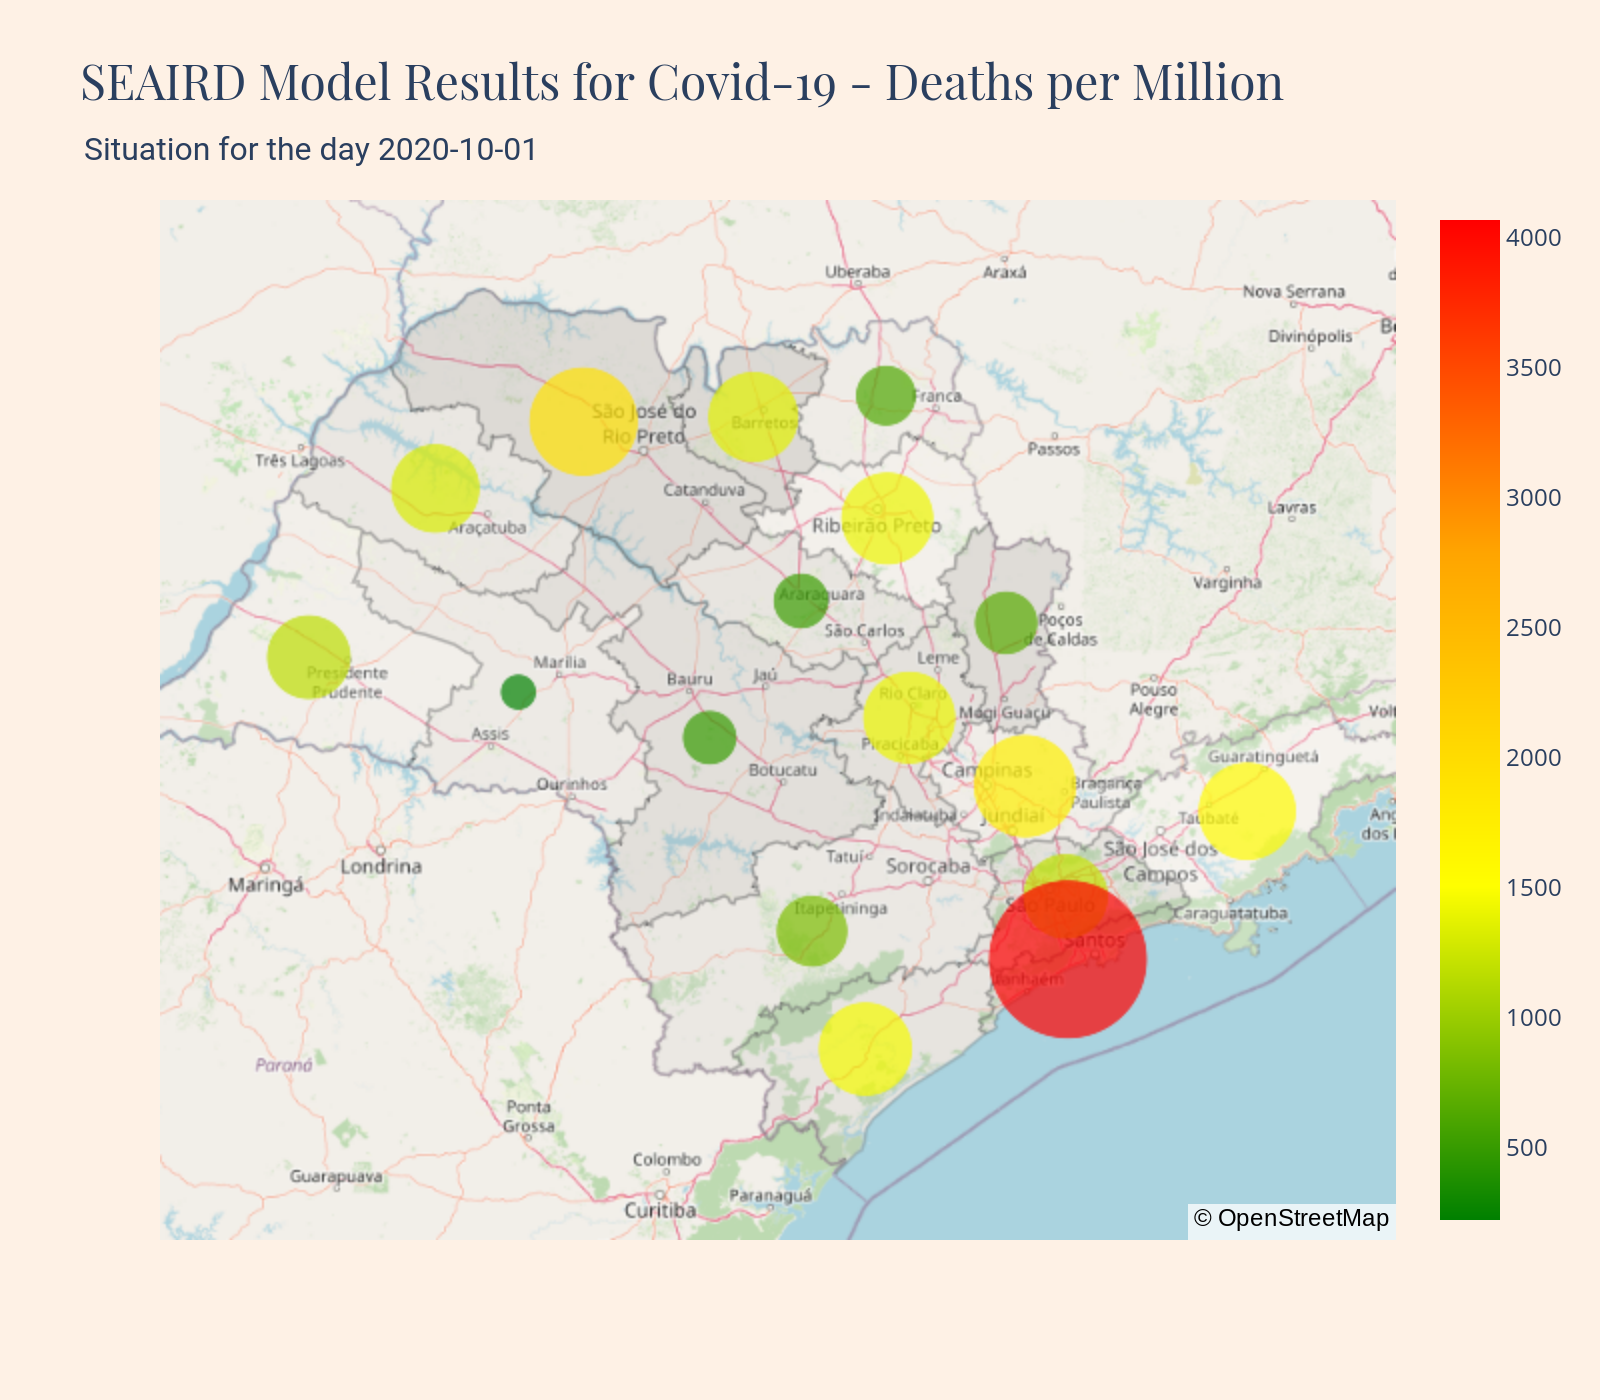 SEAIRD Model Results for Covid-19 - Deaths per Million
Situation for the day 2020-10-01
4000
3500
3000
2500
2000
1500
1000
500
Uberaba
Araxá
Nova Serrana
Divinópolis
Franca
São José do
Rio Preto
Barretos
Passos
Três Lagoas
Catanduva
Lavras
Araçatuba
Ribeirão Preto
Varginha
Araraquara
São Carlos
Poços
de Caldas
Leme
Marília
Presidente
Prudente
Bauru
Jaú
Rio Claro
Pouso
Alegre
Mogi Guaçu
Assis
Piracicaba
Guaratinguetá
Botucatu
Campinas
Ourinhos
Bragança
Paulista
Indaiatuba
Jundiaí
Taubaté
Ang
dos
Tatuí
Sorocaba
São José dos
Campos
Londrina
Maringá
Itapetininga
São Paulo
Caraguatatuba
Santos
Itanhaém
Paraná
Ponta
Grossa
Colombo
Guarapuava
Paranaguá
Curitiba
© OpenStreetMap